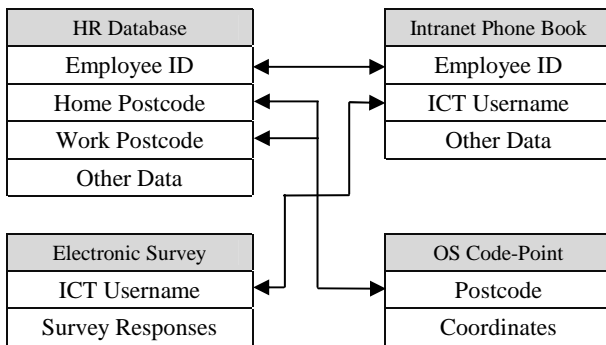 HR Database
Employee ID
Home Postcode
Work Postcode
Other Data
Intranet Phone Book
Employee ID
ICT Username
Other Data
Electronic Survey
ICT Username
Survey Responses
OS Code-Point
Postcode
Coordinates